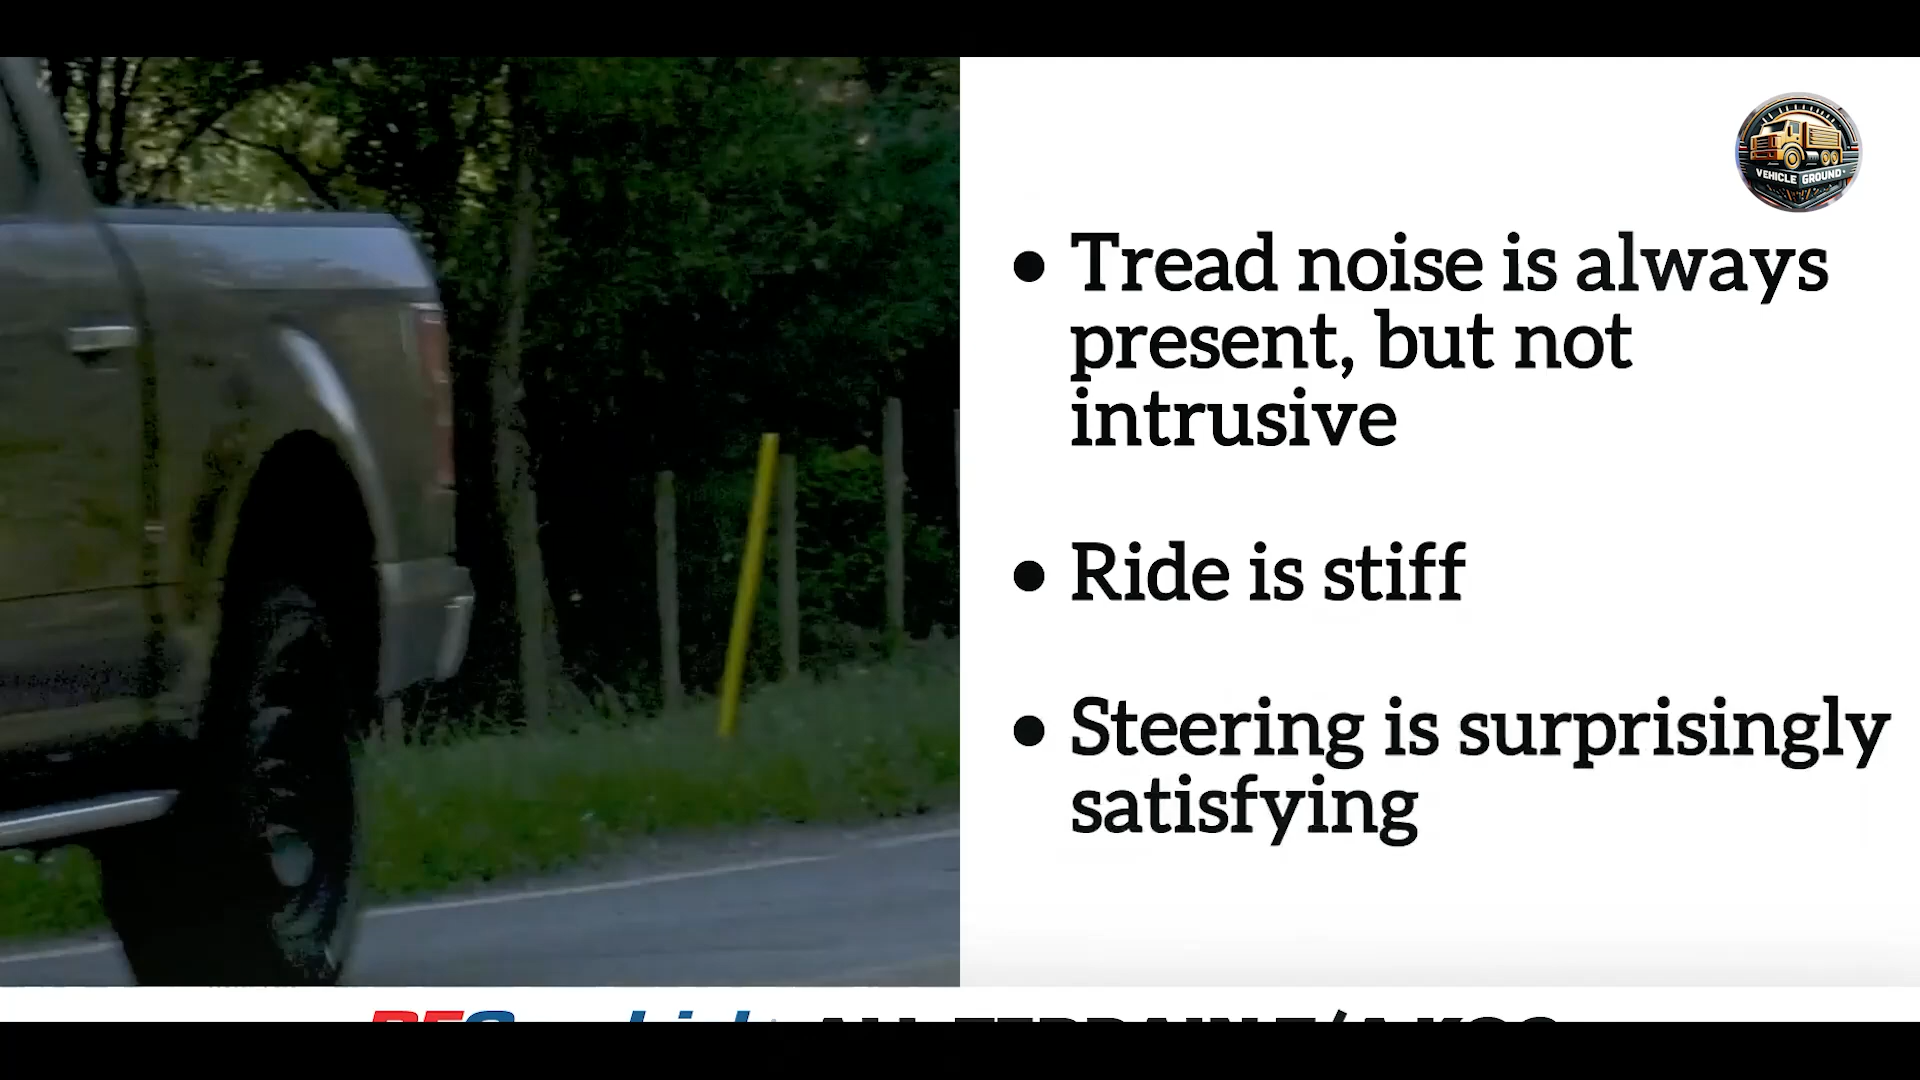 VEHICLE GROUND
• Tread noise is always
present, but not
intrusive
• Ride is stiff
• Steering is surprisingly
satisfying